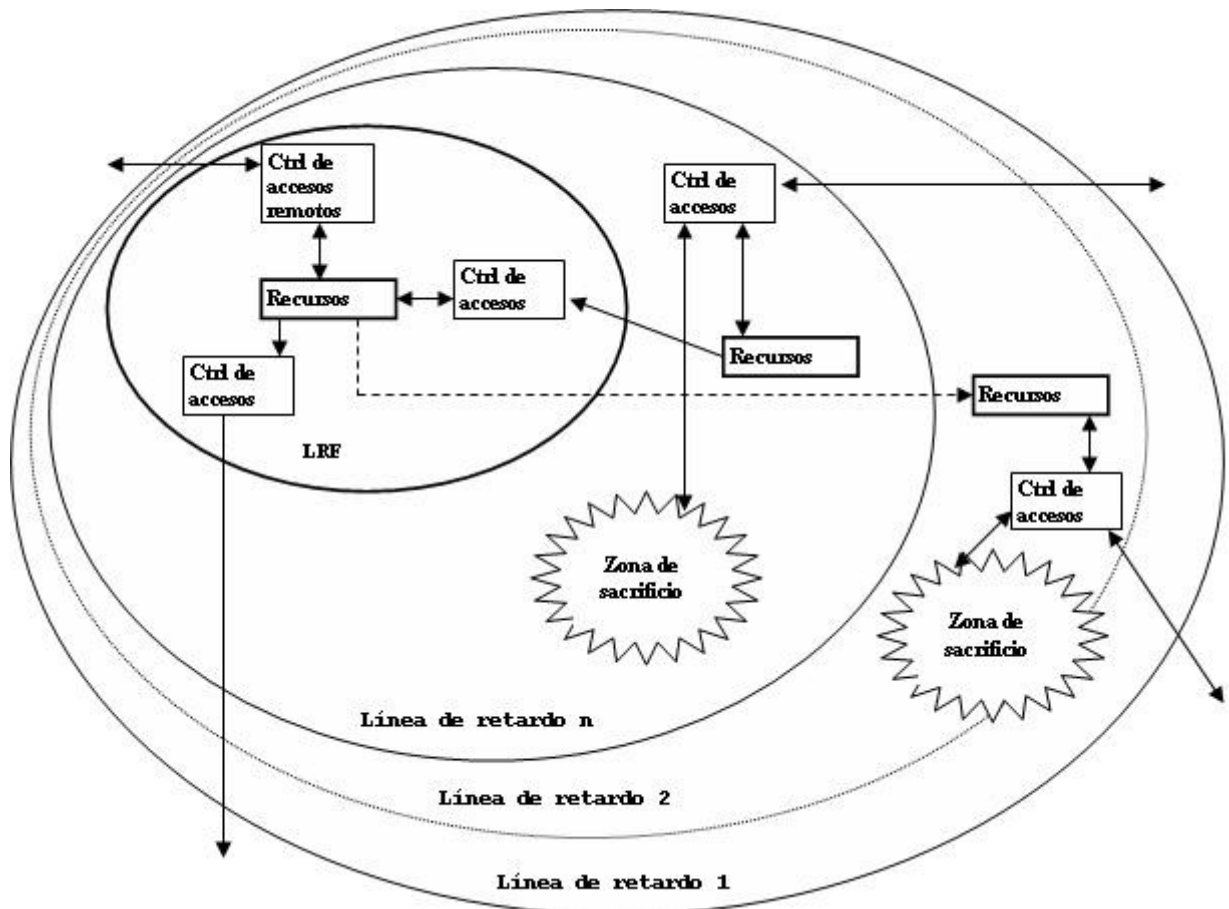 Ctrl de
accesos
remotos
Ctrl de
accesos
Ctrl de
accesos
Recursos
Recursos
Ctrl de
accesos
Recursos
LRF
Ctrl de
accesos
Zona de
sacrificio
Zona de
sacrificio
Línea de retardo n
Línea de retardo 2
Línea de retardo 1